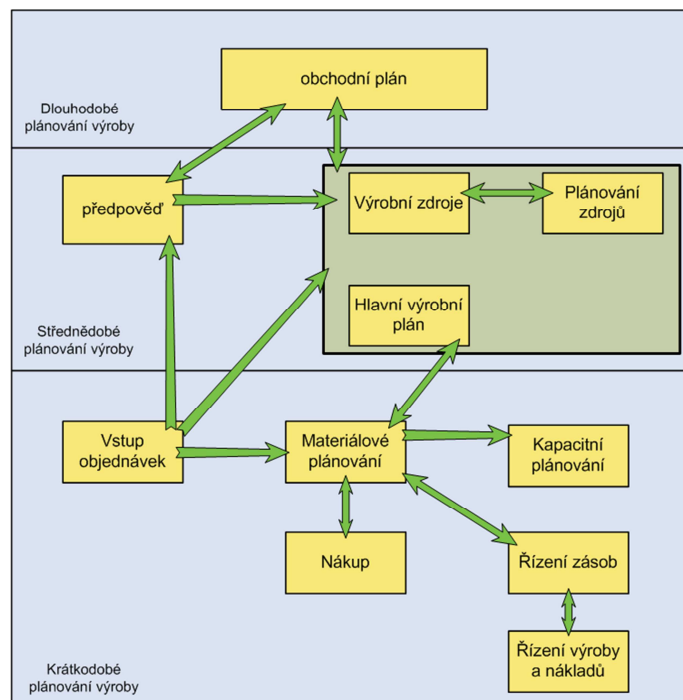 obchodní plán
Dlouhodobé
plánování výroby
předpověď
Výrobní zdroje
Plánování
zdrojů
Hlavní výrobní
plán
Střednědobé
plánování výroby
Vstup
objednávek
Materiálové
plánování
Kapacitní
plánování
Nákup
Řízení zásob
Řízení výroby
a nákladů
Krátkodobé
plánování výroby